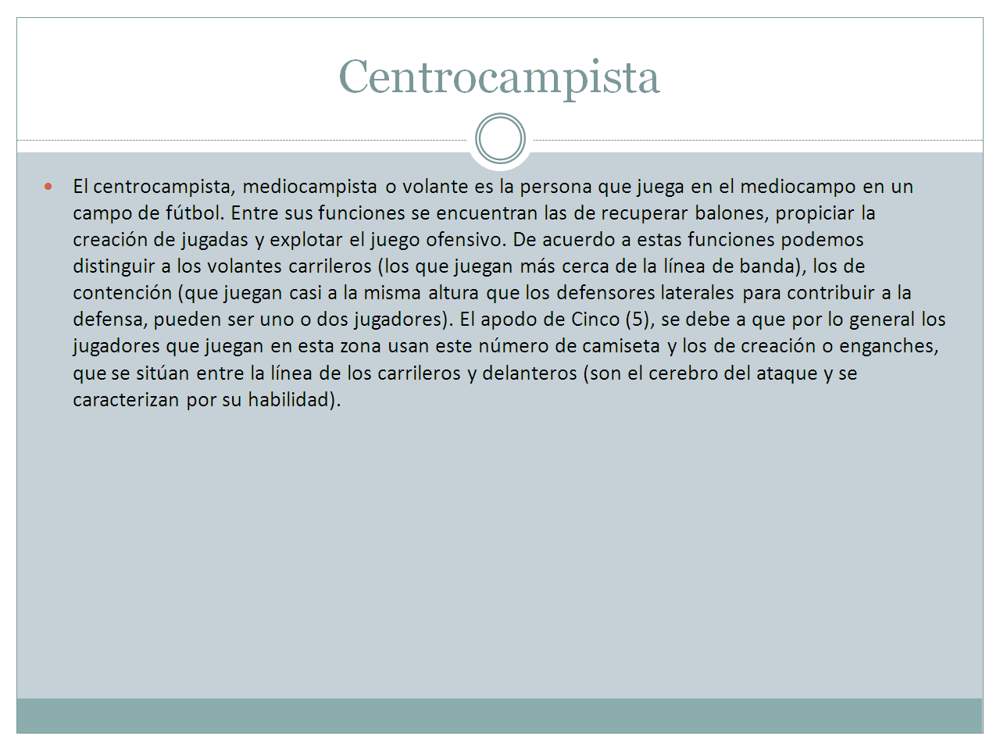 Centrocampista
El centrocampista, mediocampista o volante es la persona que juega en el mediocampo en un
campo de fútbol. Entre sus funciones se encuentran las de recuperar balones, propiciar la
creación de jugadas y explotar el juego ofensivo. De acuerdo a estas funciones podemos
distinguir a los volantes carrileros (los que juegan más cerca de la línea de banda), los de
contención (que juegan casi a la misma altura que los defensores laterales para contribuir a la
defensa, pueden ser uno o dos jugadores). El apodo de Cinco (5), se debe a que por lo general los
jugadores que juegan en esta zona usan este número de camiseta y los de creación o enganches,
que se sitúan entre la línea de los carrileros y delanteros (son el cerebro del ataque y se
caracterizan por su habilidad).